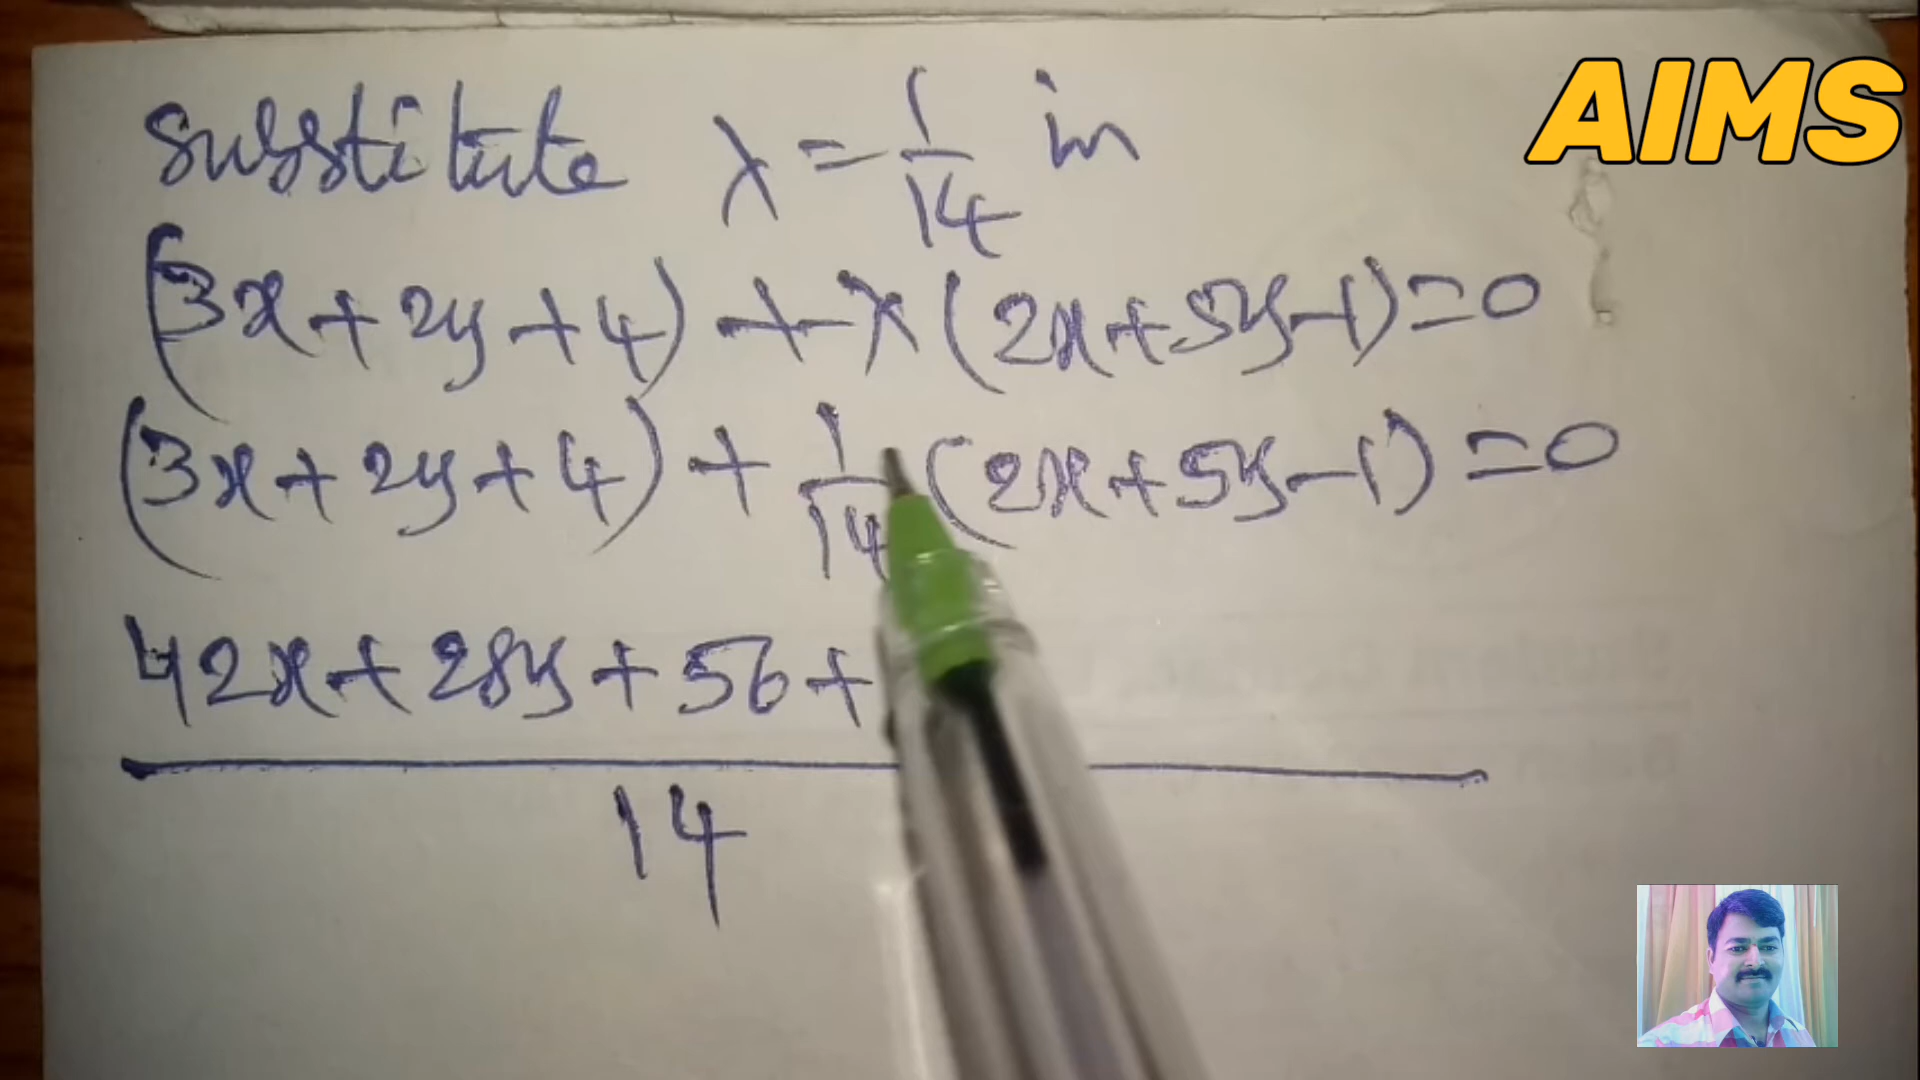 AIMS
substitute λ = 1/14 in
(3x + 2y + 4) + λ (2x + 5y - 1) = 0
(3x + 2y + 4) + 1/14 (2x + 5y - 1) = 0
42x + 28y + 56 +
14